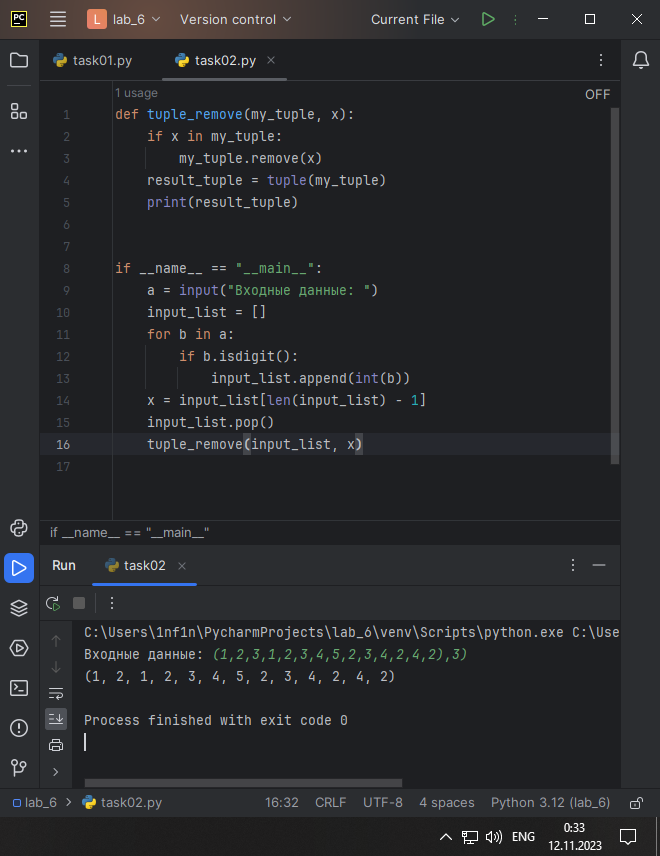 PC L lab_6 Version control Current File
task01.py task02.py
1 usage OFF
1 def tuple_remove(my_tuple, x):
2 if x in my_tuple:
3 my_tuple.remove(x)
4 result_tuple = tuple(my_tuple)
5 print(result_tuple)
6
7
8 if __name__ == "__main__":
9 a = input("Входные данные: ")
10 input_list = []
11 for b in a:
12 if b.isdigit():
13 input_list.append(int(b))
14 x = input_list[len(input_list) - 1]
15 input_list.pop()
16 tuple_remove(input_list, x)
17
if __name__ == "__main__"
Run task02
C:\Users\1nf1n\PycharmProjects\lab_6\venv\Scripts\python.exe C:\Use
Входные данные: (1,2,3,1,2,3,4,5,2,3,4,2,4,2),3)
(1, 2, 1, 2, 3, 4, 5, 2, 3, 4, 2, 4, 2)
Process finished with exit code 0
lab_6 > task02.py 16:32 CRLF UTF-8 4 spaces Python 3.12 (lab_6)
ENG 0:33
12.11.2023